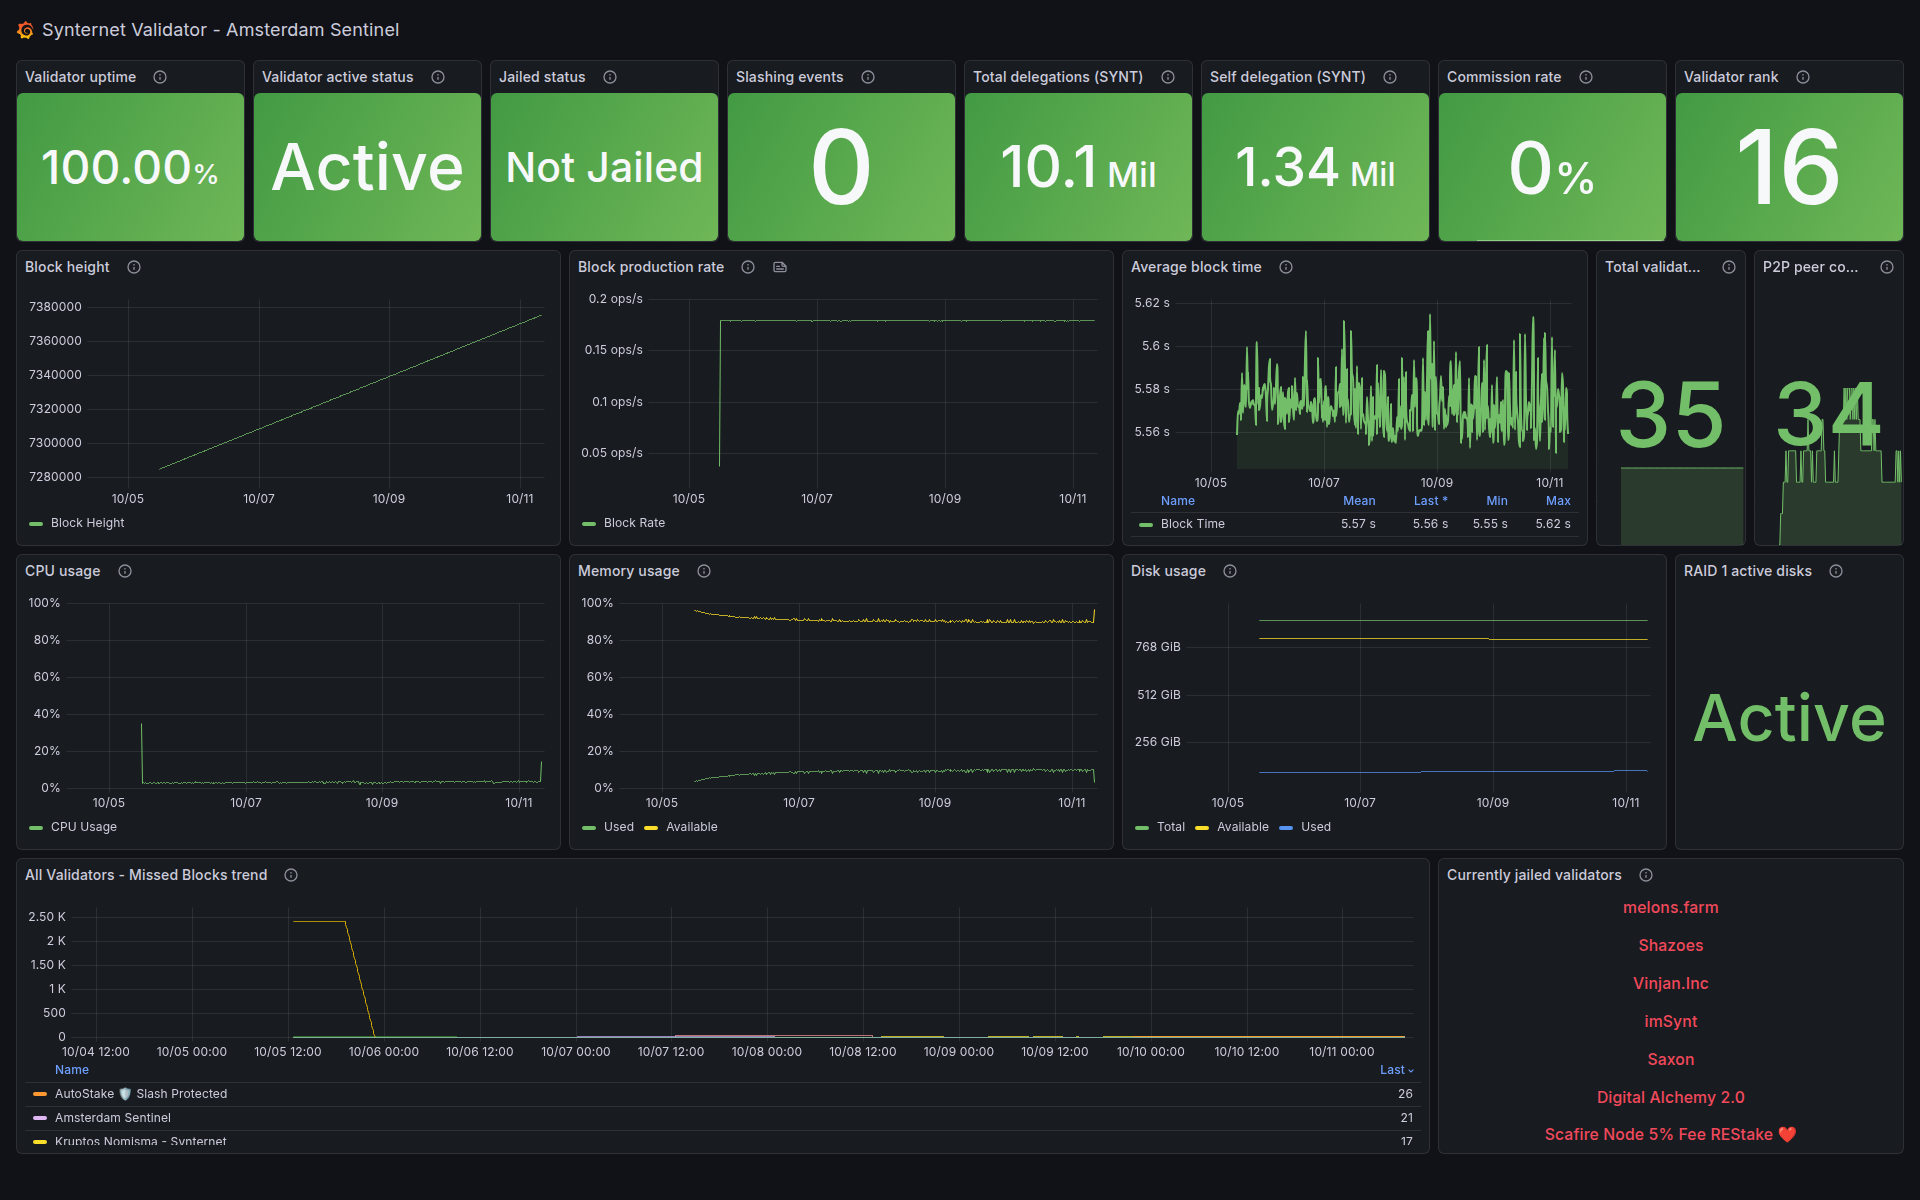 Synternet Validator - Amsterdam Sentinel
Validator uptime
100.00%
Validator active status
Active
Jailed status
Not Jailed
Slashing events
0
Total delegations (SYNT)
10.1 Mil
Self delegation (SYNT)
1.34 Mil
Commission rate
0%
Validator rank
16
Block height
7380000
7360000
7340000
7320000
7300000
7280000
10/05 10/07 10/09 10/11
Block Height
Block production rate
0.2 ops/s
0.15 ops/s
0.1 ops/s
0.05 ops/s
10/05 10/07 10/09 10/11
Block Rate
Average block time
5.62 s
5.6 s
5.58 s
5.56 s
10/05 10/07 10/09 10/11
Name Mean Last * Min Max
Block Time 5.57 s 5.56 s 5.55 s 5.62 s
Total validat...
35
P2P peer co...
34
CPU usage
100%
80%
60%
40%
20%
0%
10/05 10/07 10/09 10/11
CPU Usage
Memory usage
100%
80%
60%
40%
20%
0%
10/05 10/07 10/09 10/11
Used Available
Disk usage
768 GiB
512 GiB
256 GiB
10/05 10/07 10/09 10/11
Total Available Used
RAID 1 active disks
Active
All Validators - Missed Blocks trend
2.50 K
2 K
1.50 K
1 K
500
0
10/04 12:00 10/05 00:00 10/05 12:00 10/06 00:00 10/06 12:00 10/07 00:00 10/07 12:00 10/08 00:00 10/08 12:00 10/09 00:00 10/09 12:00 10/10 00:00 10/10 12:00 10/11 00:00
Name Last
AutoStake 🛡️ Slash Protected 26
Amsterdam Sentinel 21
Kruptos Nomisma - Synternet 17
Currently jailed validators
melons.farm
Shazoes
Vinjan.Inc
imSynt
Saxon
Digital Alchemy 2.0
Scafire Node 5% Fee REStake ❤️